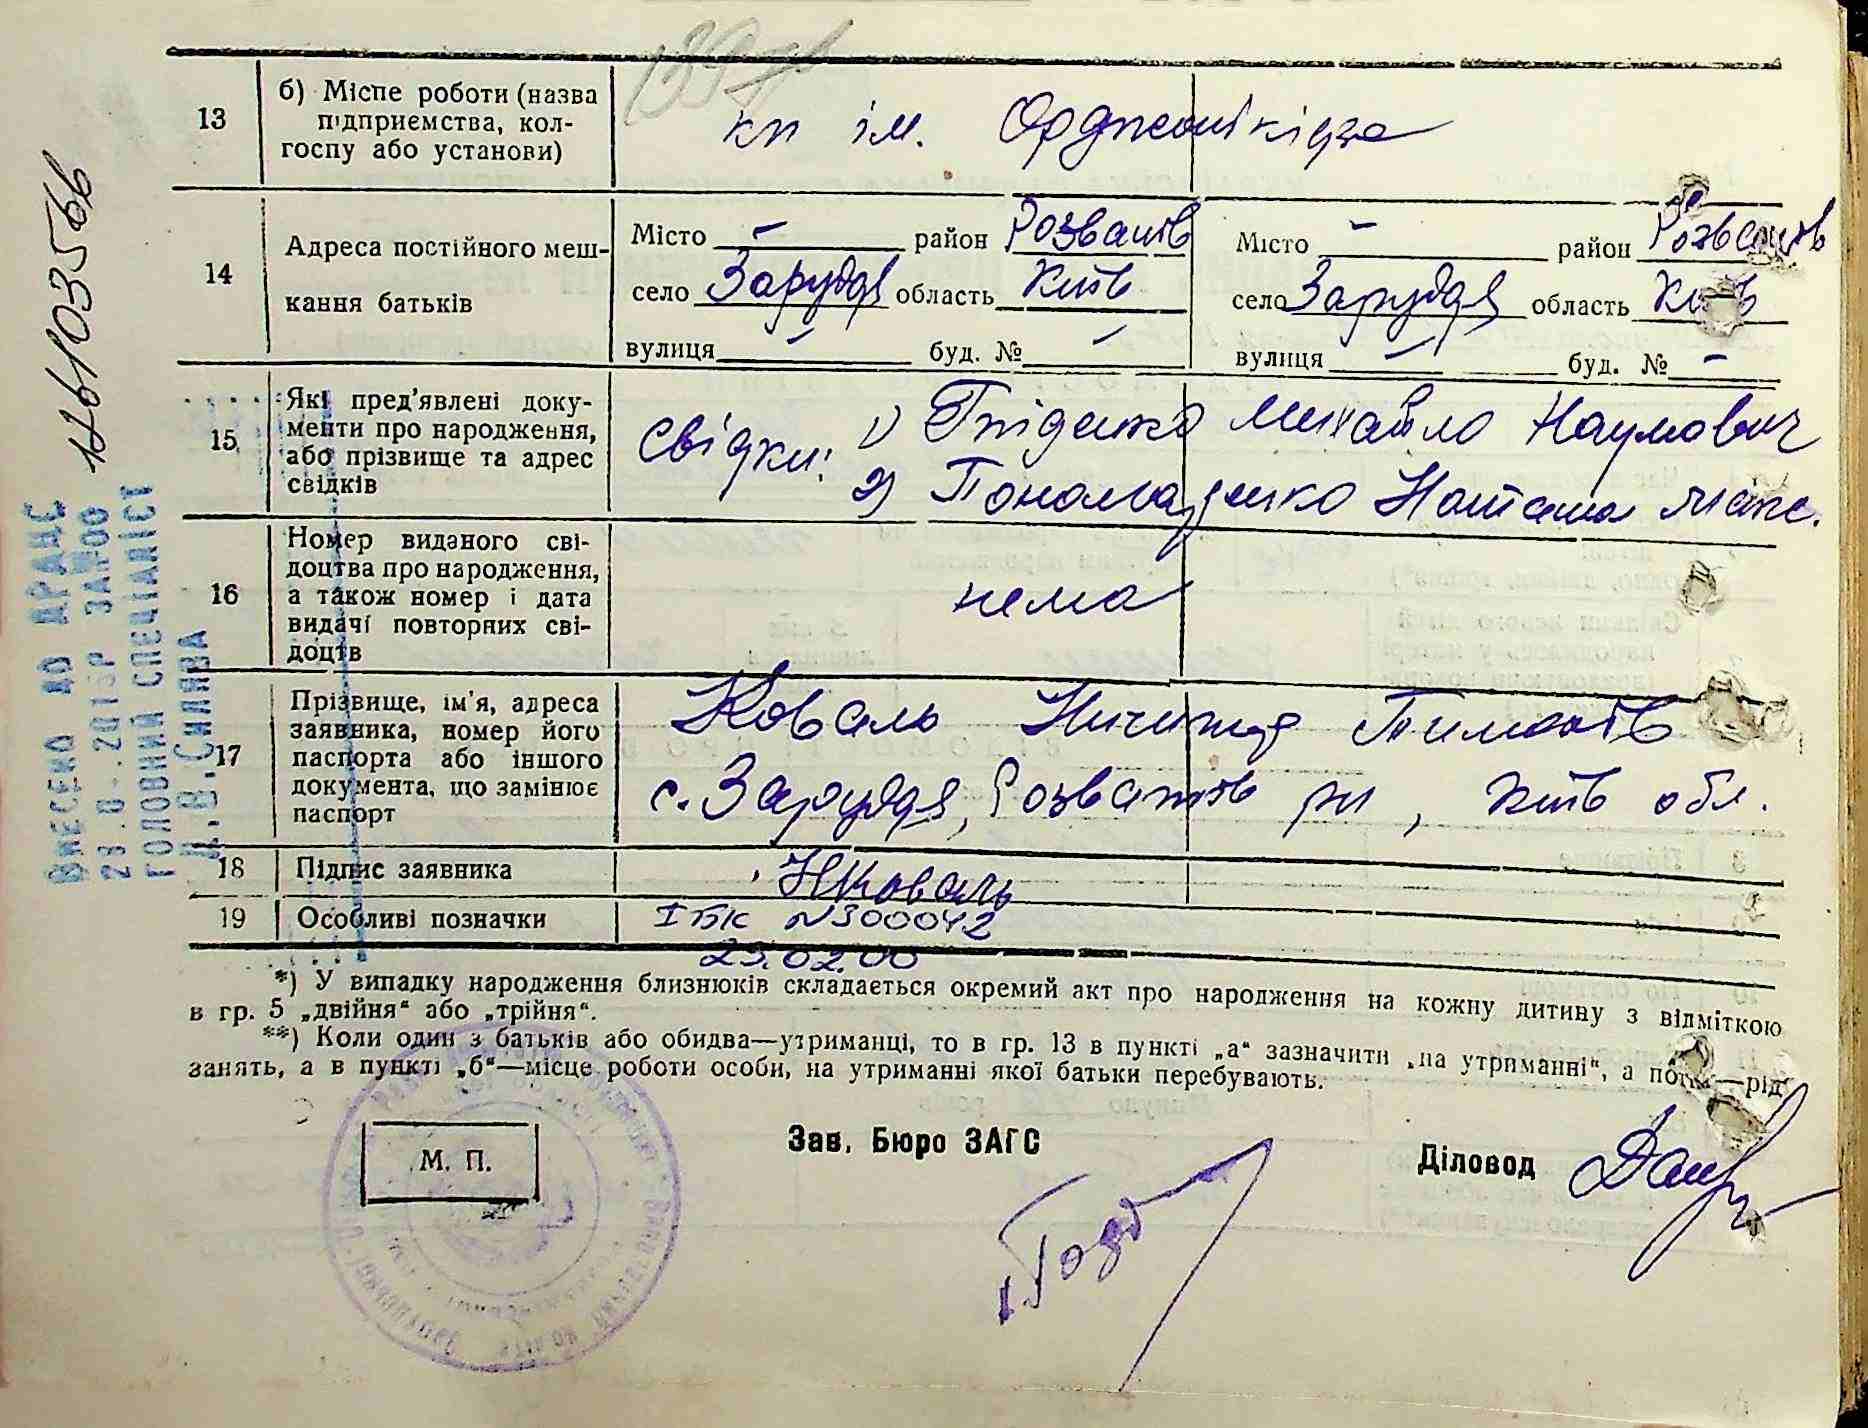 13
б) Місце роботи (назва
підприємства, кол-
госпу або установи)
кп ім. Орджонікідзе
14
Адреса постійного меш-
кання батьків
Місто – район Розважів
село Заруддя область Київ
вулиця – буд. № –
Місто – район Розважів
село Заруддя область Київ
вулиця – буд. № –
15
Які пред'явлені доку-
менти про народження,
або прізвище та адрес
свідків
Свідки: 1) Михайло Наумович
2) Пономаренко
16
Номер виданого сві-
доцтва про народження,
а також номер і дата
видачі повторних сві-
доцтв
нема
17
Прізвище, ім'я, адреса
заявника, номер його
паспорта або іншого
документа, що замінює
паспорт
Коваль Ничипор Тимофів
с. Заруддя, Розважів рн, Київ обл.
18
Підпис заявника
НКоваль
19
Особливі позначки
І БК N300042
23.02.00
*) У випадку народження близнюків складається окремий акт про народження на кожну дитину з відміткою
в гр. 5 „двійня“ або „трійня“.
**) Коли один з батьків або обидва—утриманці, то в гр. 13 в пункті „а“ зазначити „на утриманні“, а потім—рід
занять, а в пункті „б“—місце роботи особи, на утриманні якої батьки перебувають.
М. П.
Зав. Бюро ЗАГС
Діловод
ВНЕСЕНО ДО ДРАЦС
ГОЛОВНИЙ СПЕЦІАЛІСТ